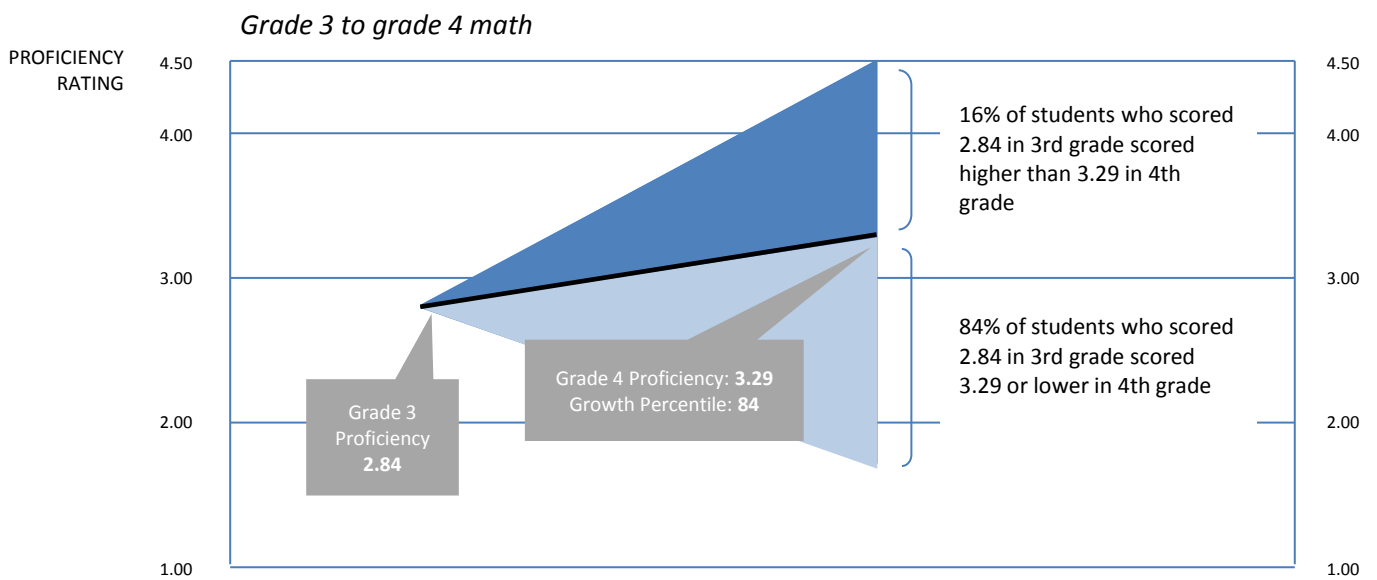 Grade 3 to grade 4 math
PROFICIENCY
RATING
4.50
4.00
3.00
2.00
1.00
4.50
4.00
3.00
2.00
1.00
16% of students who scored
2.84 in 3rd grade scored
higher than 3.29 in 4th
grade
84% of students who scored
2.84 in 3rd grade scored
3.29 or lower in 4th grade
Grade 4 Proficiency: 3.29
Growth Percentile: 84
Grade 3
Proficiency
2.84